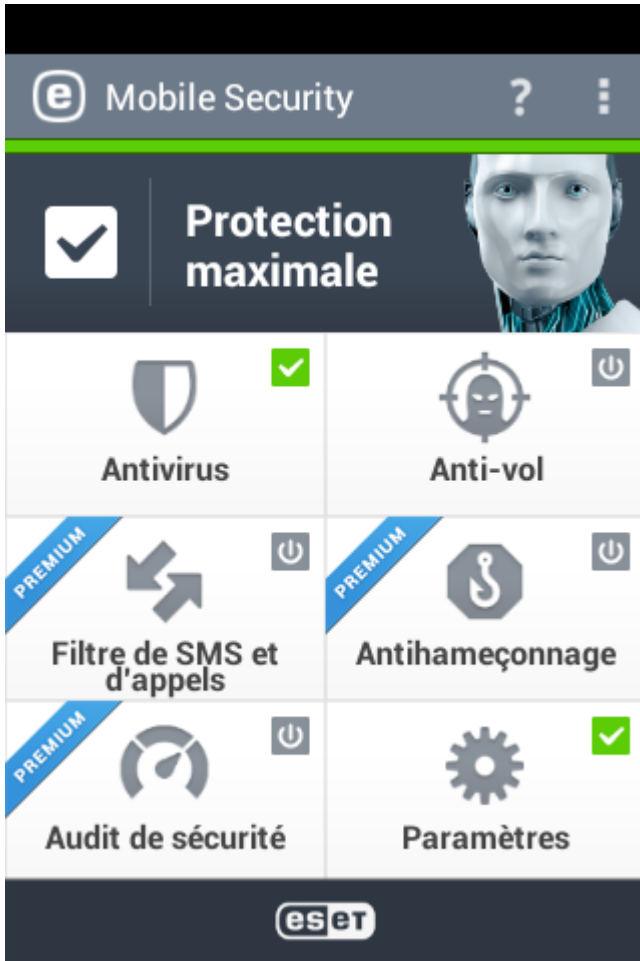 e Mobile Security ?
Protection
maximale
Antivirus
Anti-vol
PREMIUM
Filtre de SMS et
d'appels
PREMIUM
Antihameçonnage
PREMIUM
Audit de sécurité
Paramètres
eset